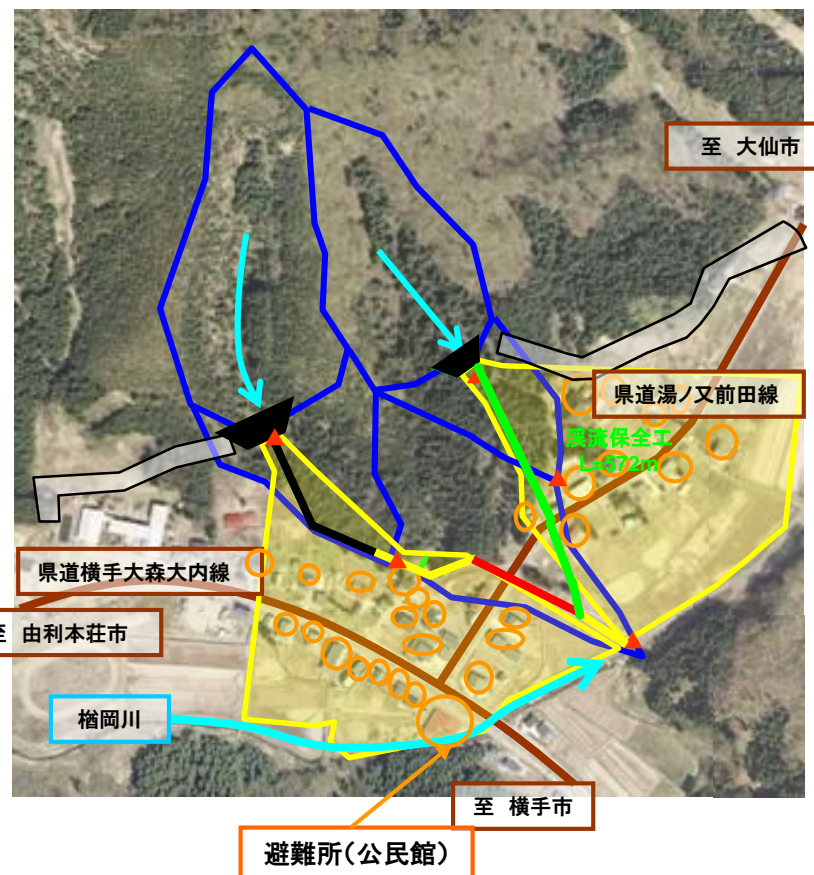 至 大仙市
県道湯ノ又前田線
渓流保全工
L=572m
県道横手大森大内線
至 由利本荘市
楢岡川
至 横手市
避難所(公民館)